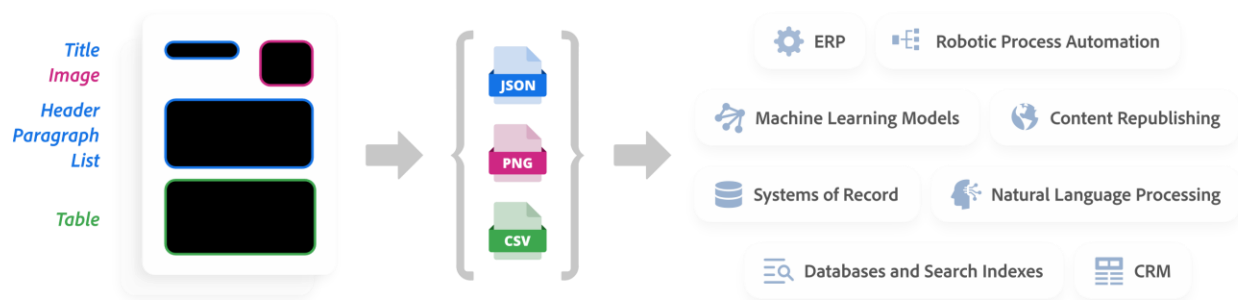 Title
Image
Header
Paragraph
List
Table
JSON
PNG
CSV
ERP
Robotic Process Automation
Machine Learning Models
Content Republishing
Systems of Record
Natural Language Processing
Databases and Search Indexes
CRM